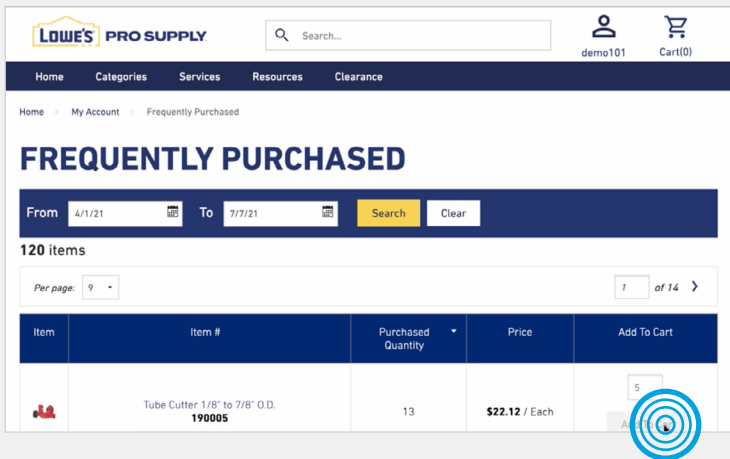 LOWE'S PRO SUPPLY
Search...
demo101
Cart(0)
Home Categories Services Resources Clearance
Home > My Account > Frequently Purchased
FREQUENTLY PURCHASED
From 4/1/21 To 7/7/21 Search Clear
120 items
Per page: 9
1 of 14 >
Item Item # Purchased Quantity Price Add To Cart
5
Tube Cutter 1/8" to 7/8" O.D.
190005
13
$22.12 / Each
Add To Cart